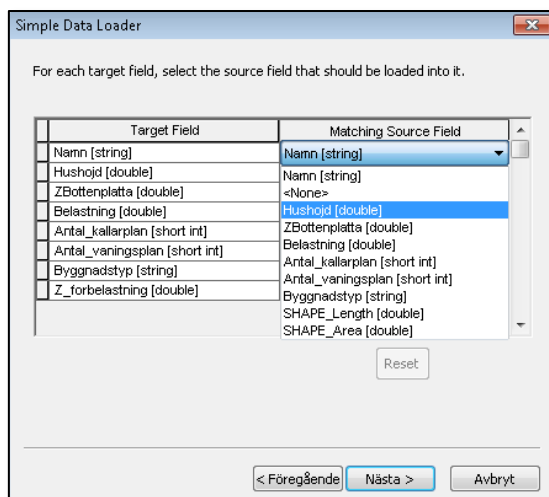 Simple Data Loader
For each target field, select the source field that should be loaded into it.
Target Field
Matching Source Field
Namn [string]
Namn [string]
Hushojd [double]
ZBottenplatta [double]
Belastning [double]
Antal_kallarplan [short int]
Antal_vaningsplan [short int]
Byggnadstyp [string]
Z_forbelastning [double]
Namn [string]
<None>
Hushojd [double]
ZBottenplatta [double]
Belastning [double]
Antal_kallarplan [short int]
Antal_vaningsplan [short int]
Byggnadstyp [string]
SHAPE_Length [double]
SHAPE_Area [double]
Reset
< Föregående
Nästa >
Avbryt